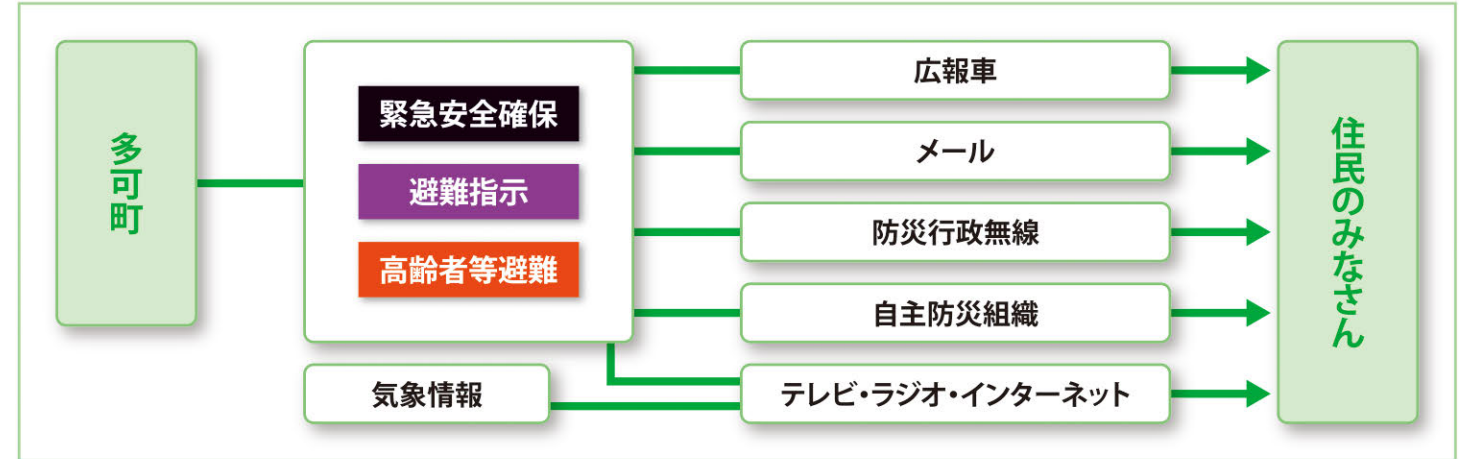 多可町
緊急安全確保
避難指示
高齢者等避難
気象情報
広報車
メール
防災行政無線
自主防災組織
テレビ・ラジオ・インターネット
住民のみなさん